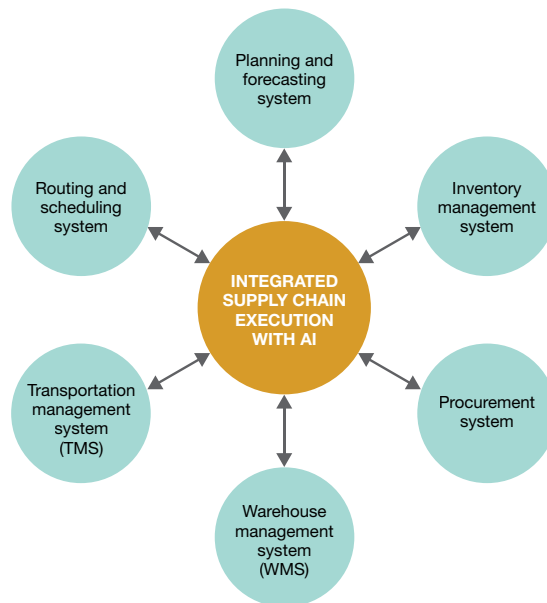 Planning and
forecasting
system
Routing and
scheduling
system
Inventory
management
system
INTEGRATED
SUPPLY CHAIN
EXECUTION
WITH AI
Transportation
management
system
(TMS)
Procurement
system
Warehouse
management
system
(WMS)